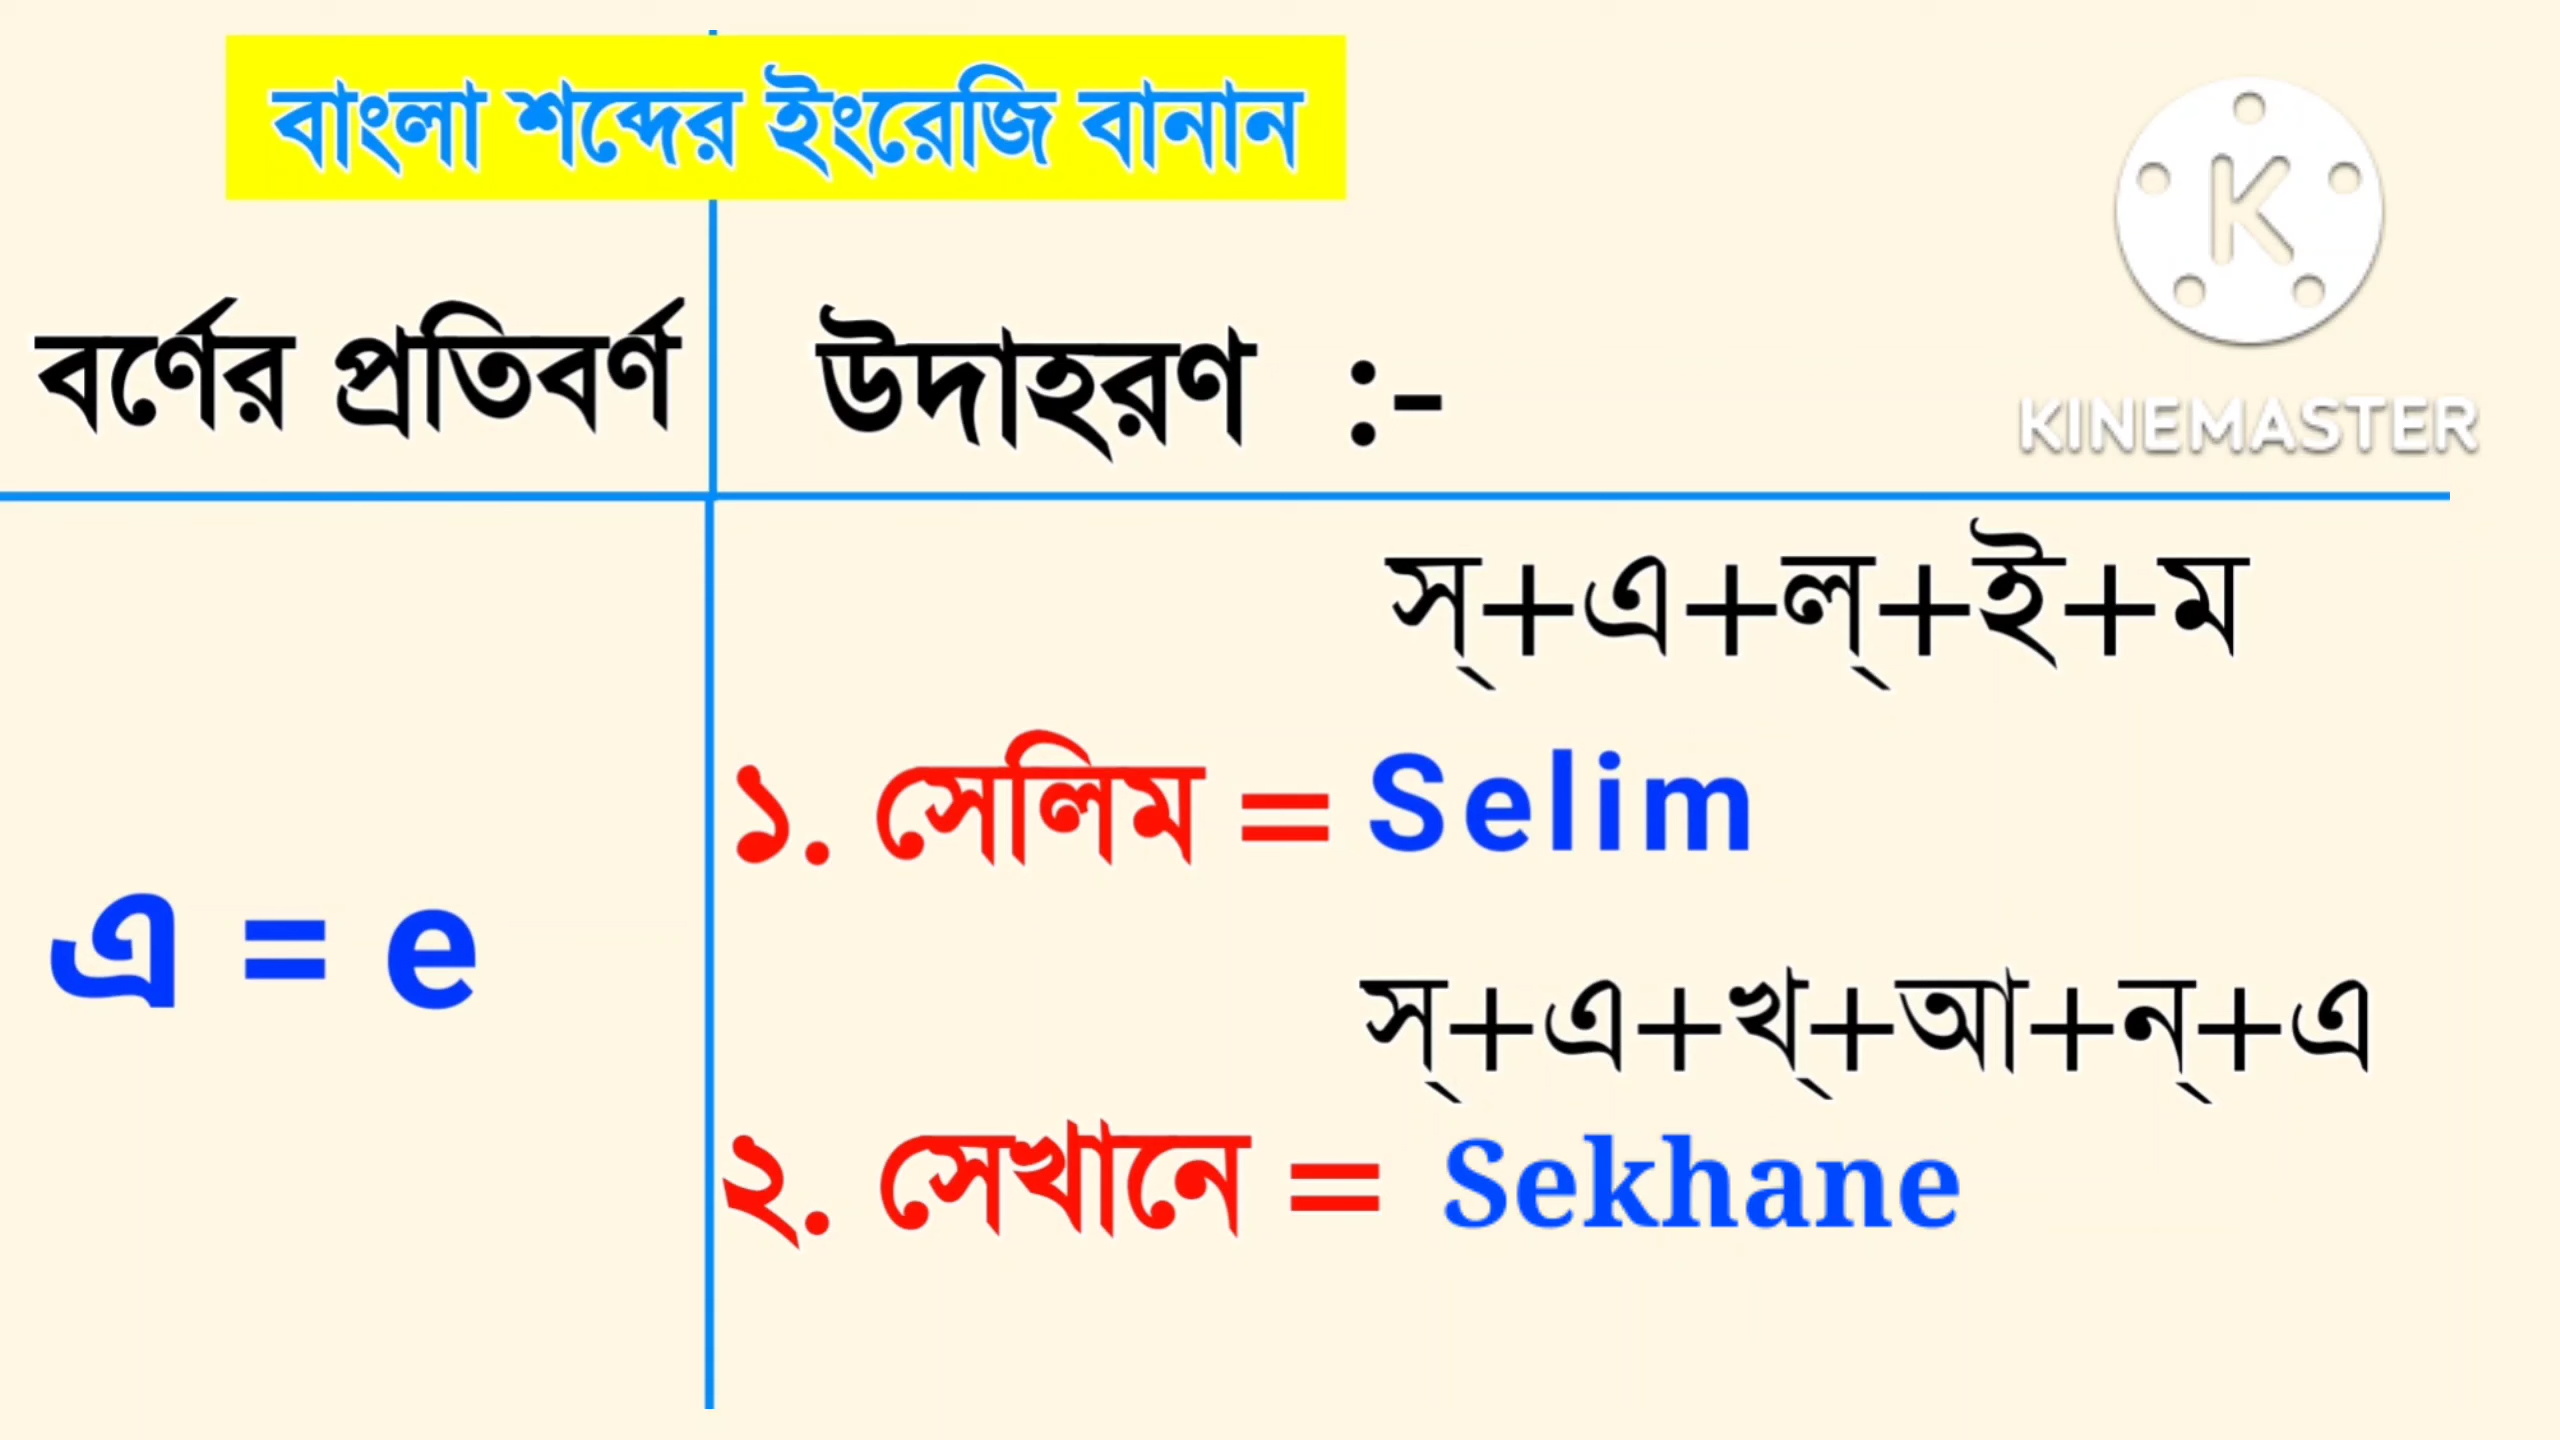 বাংলা শব্দের ইংরেজি বানান
K
KINEMASTER
বর্ণের প্রতিবর্ণ
উদাহরণ :-
স্+এ+ল্+ই+ম
১. সেলিম = Selim
এ = e
স্+এ+খ্+আ+ন্+এ
২. সেখানে = Sekhane